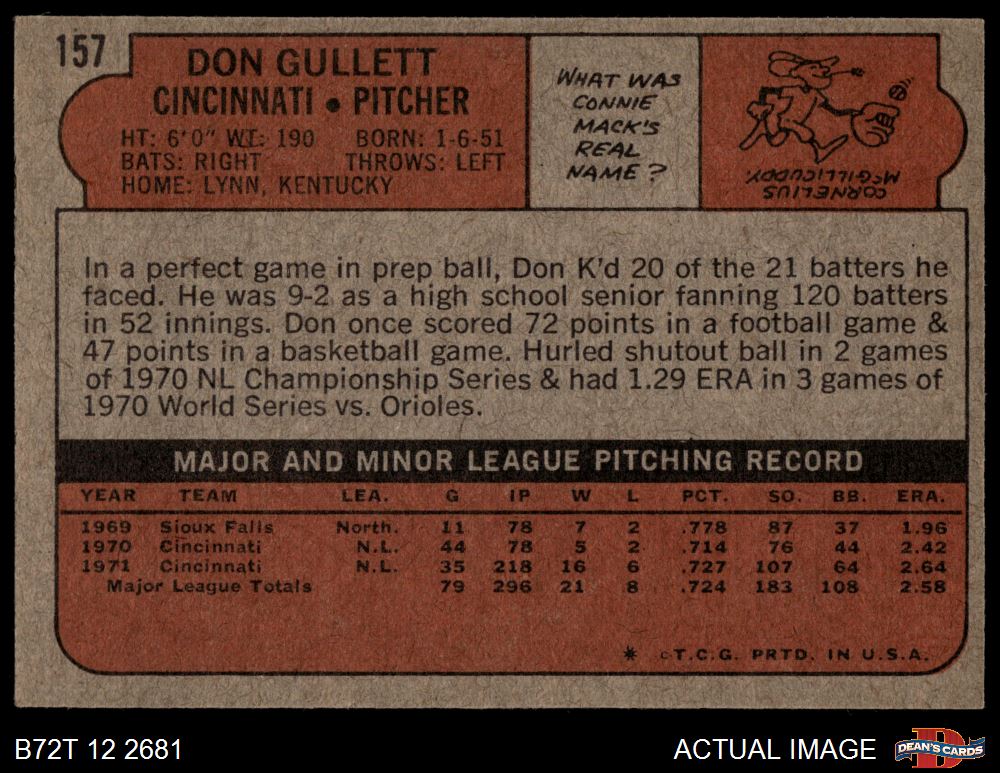 157
DON GULLETT
CINCINNATI • PITCHER
HT: 6'0" WT: 190 BORN: 1-6-51
BATS: RIGHT THROWS: LEFT
HOME: LYNN, KENTUCKY
WHAT WAS
CONNIE
MACK'S
REAL
NAME?
CORNELIUS
McGILLICUDDY
In a perfect game in prep ball, Don K'd 20 of the 21 batters he
faced. He was 9-2 as a high school senior fanning 120 batters
in 52 innings. Don once scored 72 points in a football game &
47 points in a basketball game. Hurled shutout ball in 2 games
of 1970 NL Championship Series & had 1.29 ERA in 3 games of
1970 World Series vs. Orioles.
MAJOR AND MINOR LEAGUE PITCHING RECORD
YEAR TEAM LEA. G IP W L PCT. SO. BB. ERA.
1969 Sioux Falls North. 11 78 7 2 .778 87 37 1.96
1970 Cincinnati N.L. 44 78 5 2 .714 76 44 2.42
1971 Cincinnati N.L. 35 218 16 6 .727 107 64 2.64
Major League Totals 79 296 21 8 .724 183 108 2.58
* ©T.C.G. PRTD. IN U.S.A.
B72T 12 2681
ACTUAL IMAGE
DEAN'S CARDS